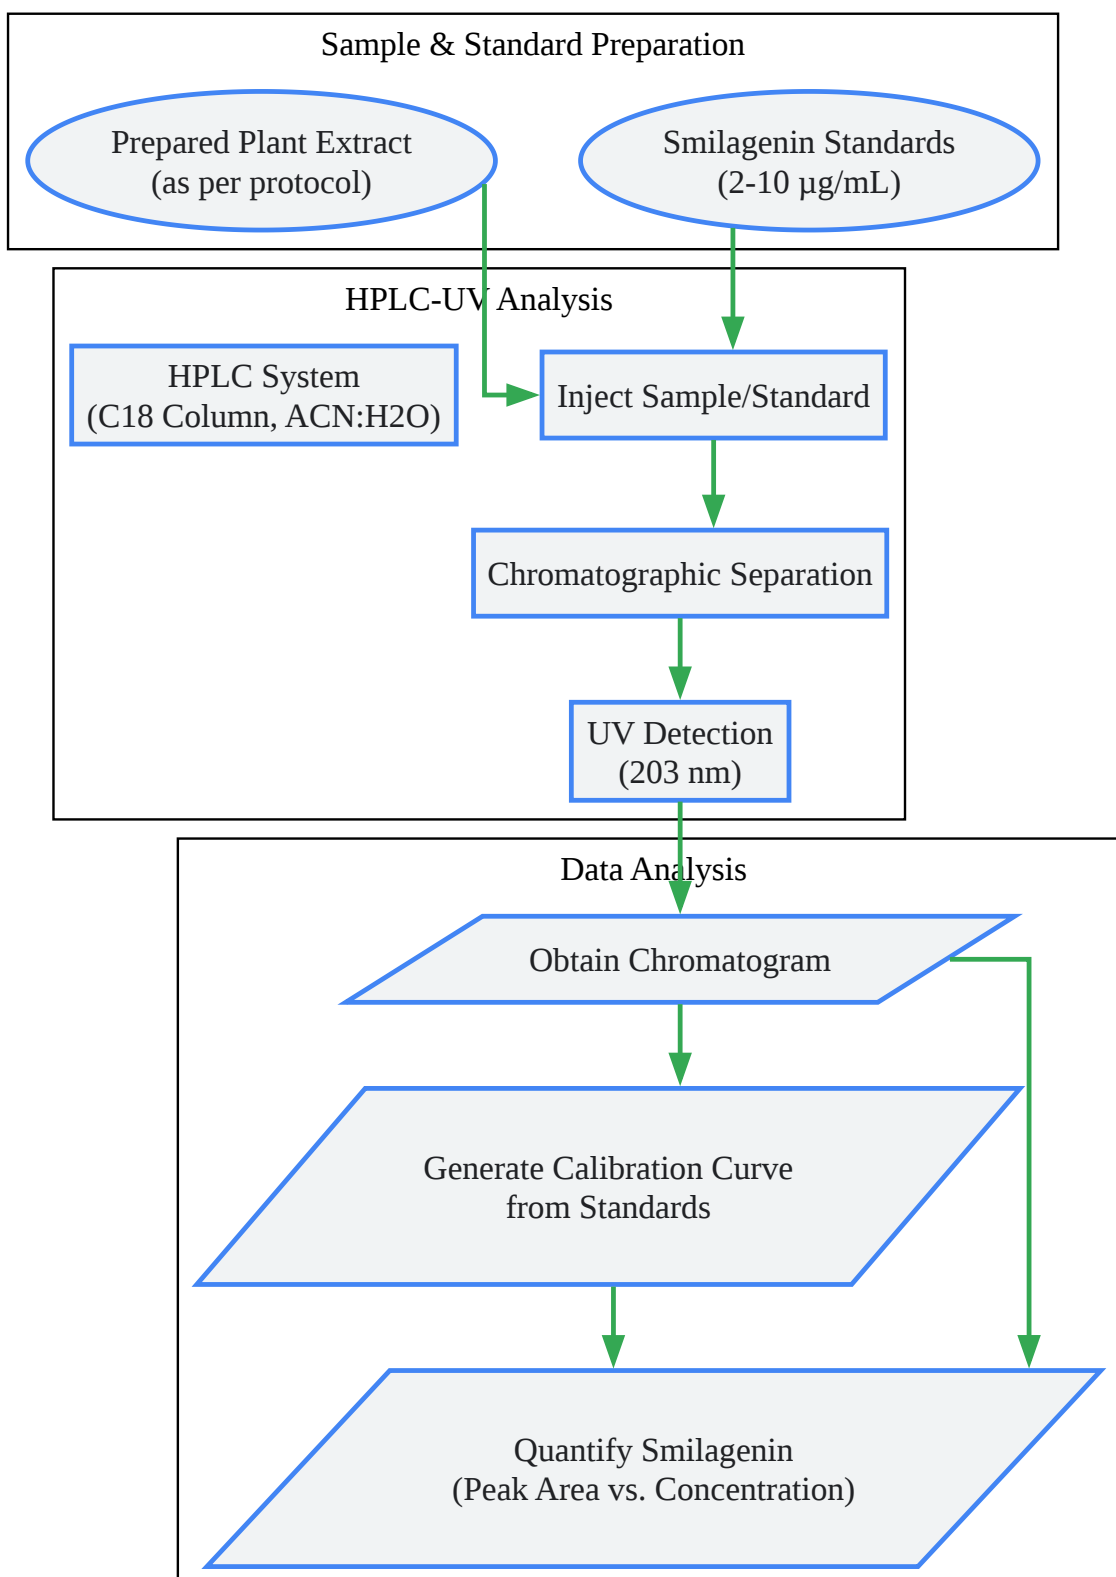 Sample & Standard Preparation
Prepared Plant Extract
(as per protocol)
Smilagenin Standards
(2-10 µg/mL)
HPLC-UV Analysis
HPLC System
(C18 Column, ACN:H2O)
Inject Sample/Standard
Chromatographic Separation
UV Detection
(203 nm)
Data Analysis
Obtain Chromatogram
Generate Calibration Curve
from Standards
Quantify Smilagenin
(Peak Area vs. Concentration)